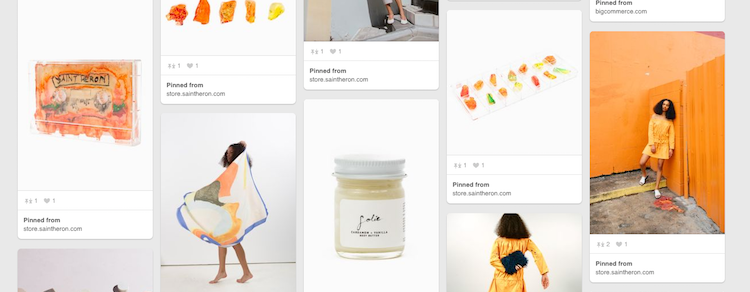 SAINT HERON
1
1
Pinned from
store.saintheron.com
1
1
Pinned from
store.saintheron.com
1
1
Pinned from
store.saintheron.com
folie
CARDAMOM + VANILLA
BODY BUTTER
1
1
Pinned from
store.saintheron.com
Pinned from
bigcommerce.com
2
1
Pinned from
store.saintheron.com